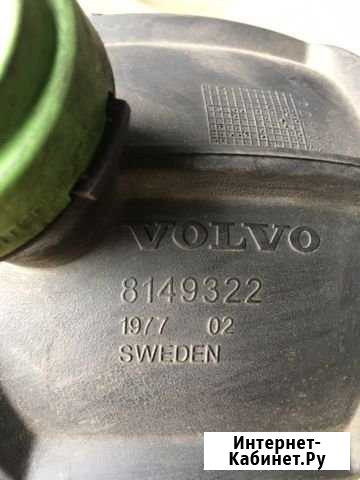 VOLVO
8149322
1977 02
SWEDEN
Интернет-
Кабинет.Ру